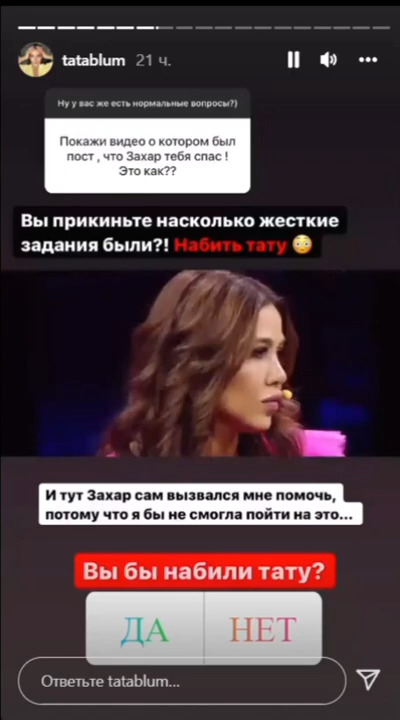 tatablum 21 ч.
Ну у вас же есть нормальные вопросы?)
Покажи видео о котором был
пост , что Захар тебя спас !
Это как??
Вы прикиньте насколько жесткие
задания были?! Набить тату 😳
И тут Захар сам вызвался мне помочь,
потому что я бы не смогла пойти на это...
Вы бы набили тату?
ДА НЕТ
Ответьте tatablum...